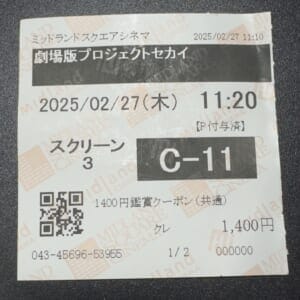 ミッドランドスクエアシネマ 2025/02/27 11:10
劇場版プロジェクトセカイ
2025/02/27(木) 11:20
【P付与済】
スクリーン
3
C-11
1400円鑑賞クーポン(共通)
クレ 1,400円
043-45696-53955 1/2 000000